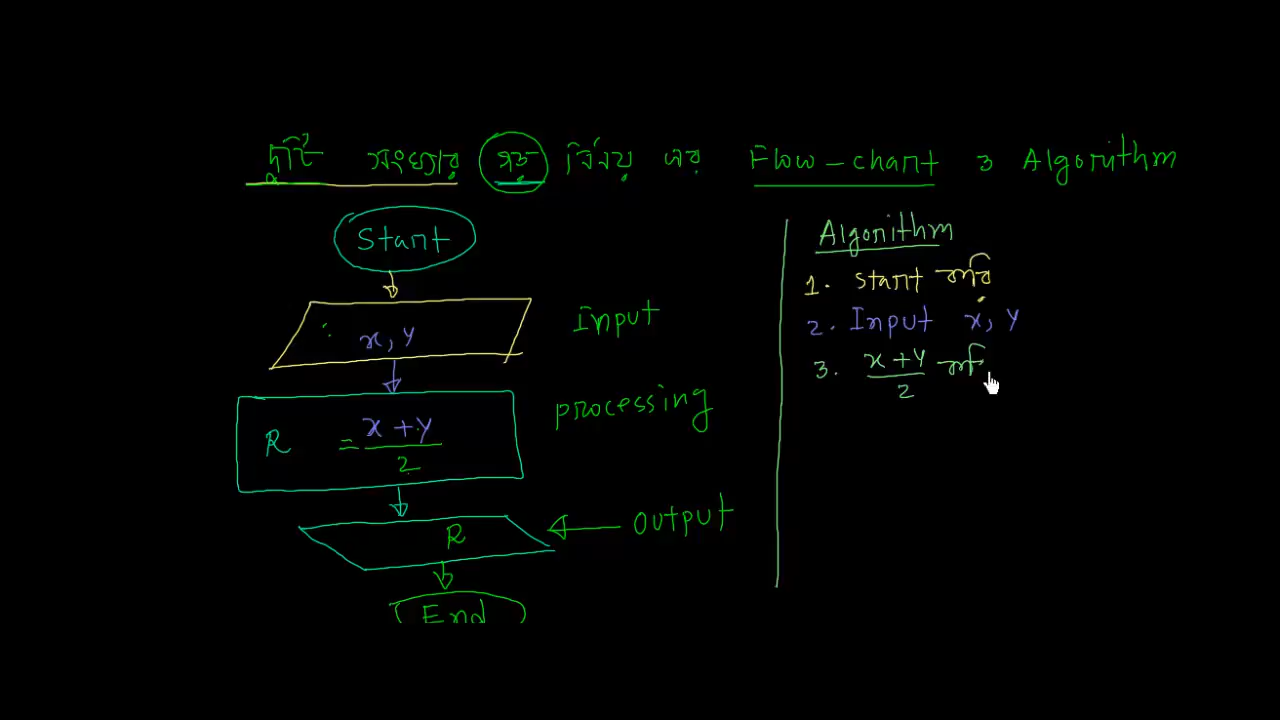 দুটি সংখ্যার গড় নির্ণয় এর Flow-chart ও Algorithm
Start
x, y
Input
R = x + y / 2
processing
R
output
End
Algorithm
1. start করি
2. Input x, y
3. x + y / 2